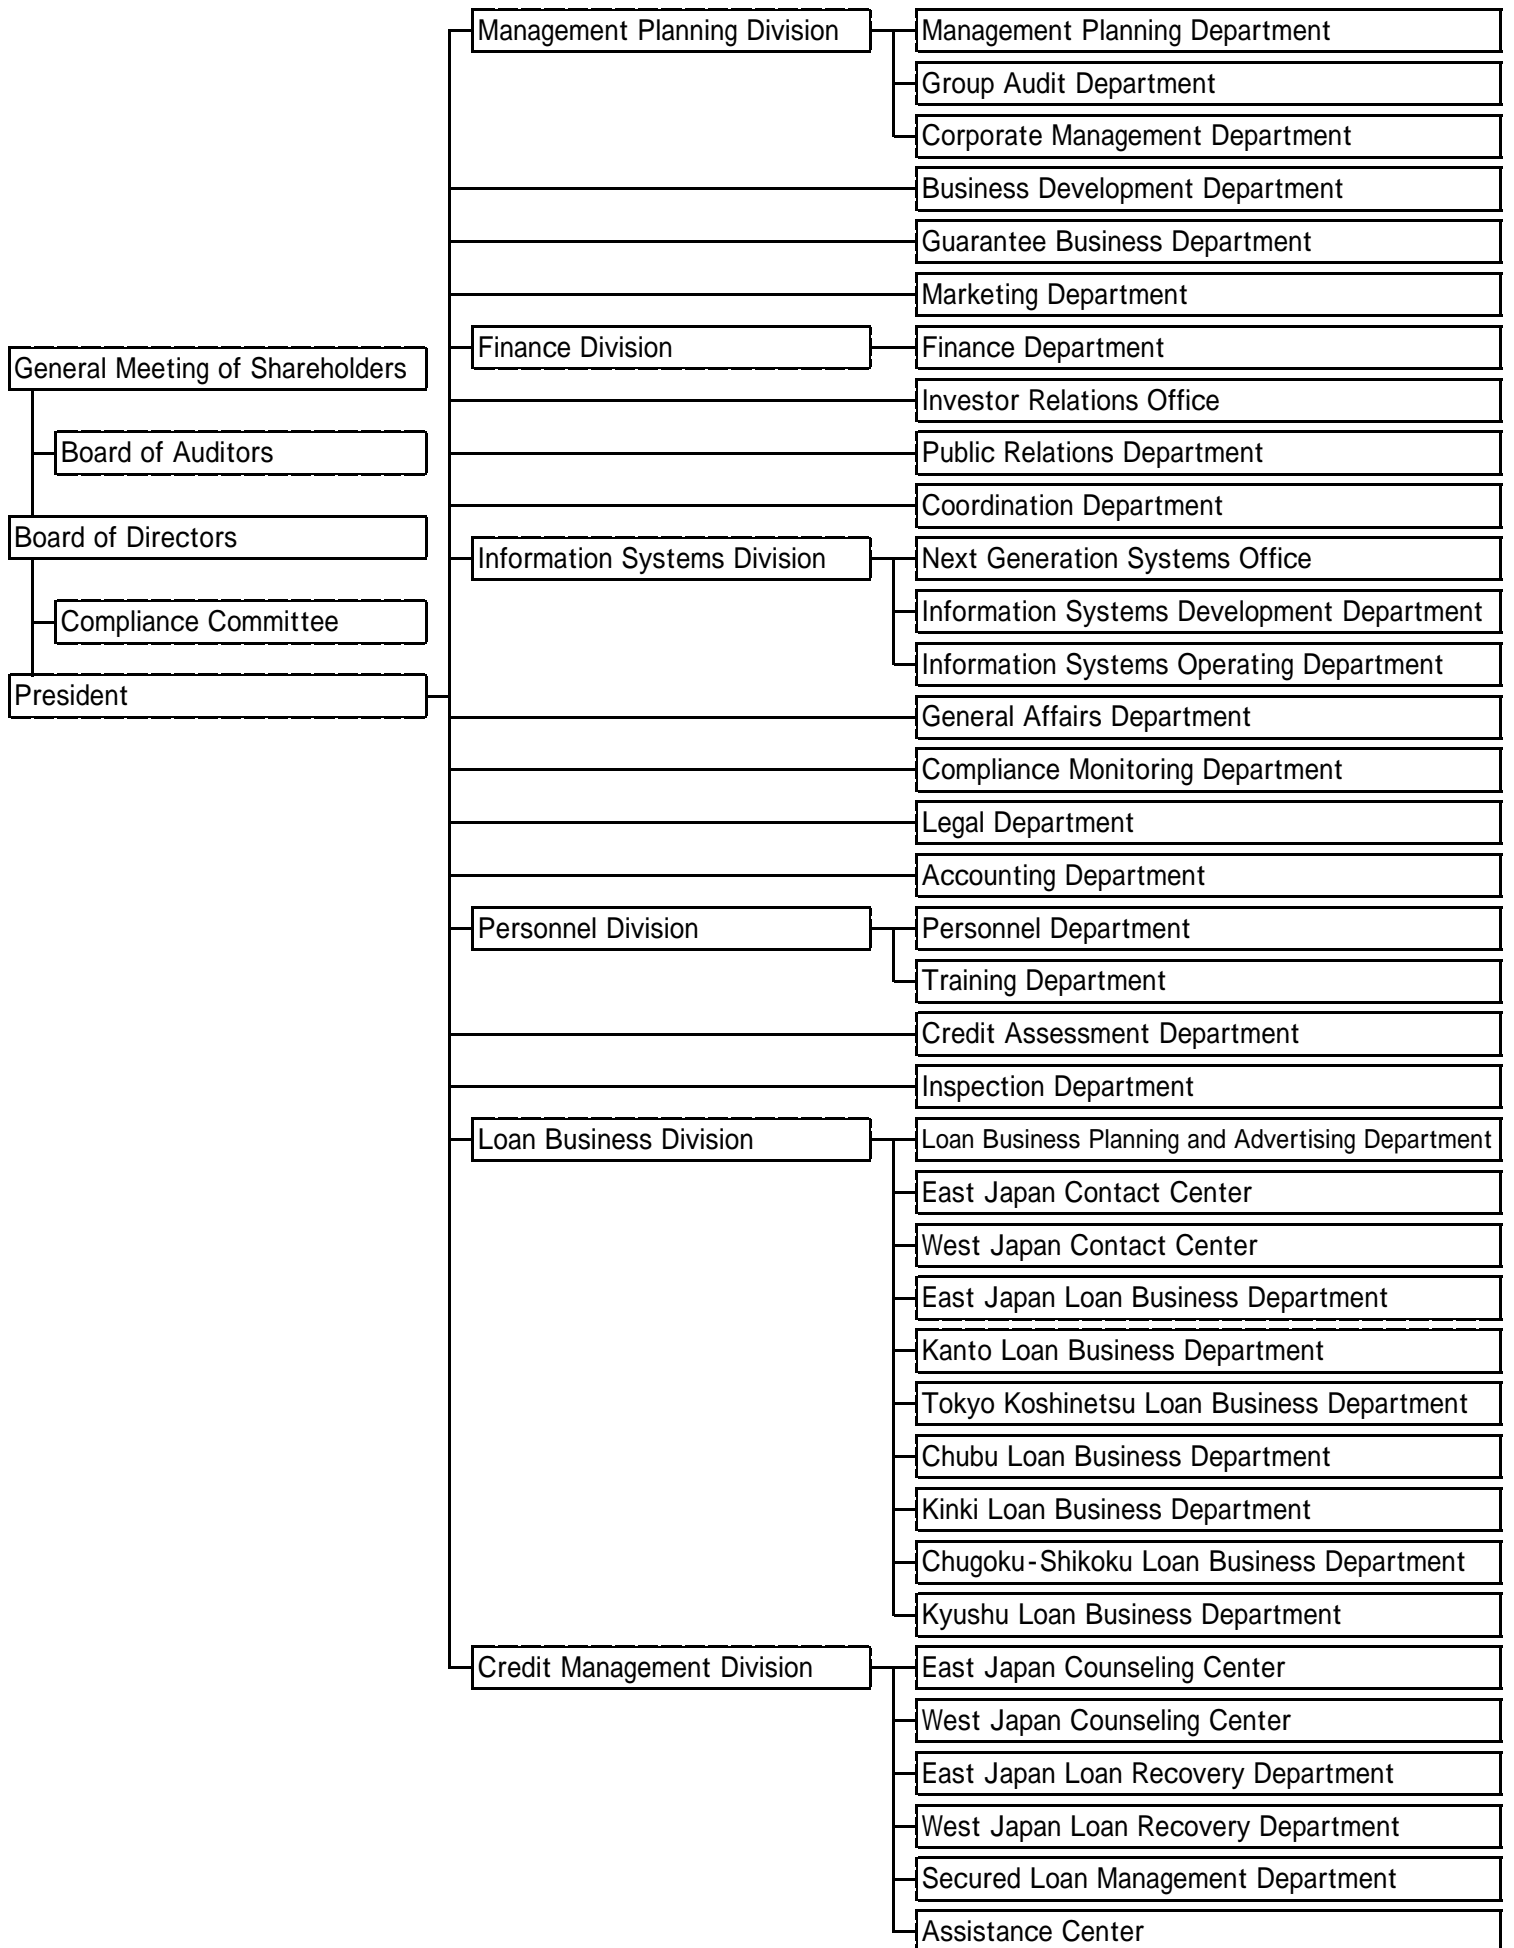 General Meeting of Shareholders
Board of Auditors
Board of Directors
Compliance Committee
President
Management Planning Division
Management Planning Department
Group Audit Department
Corporate Management Department
Business Development Department
Guarantee Business Department
Marketing Department
Finance Division
Finance Department
Investor Relations Office
Public Relations Department
Coordination Department
Information Systems Division
Next Generation Systems Office
Information Systems Development Department
Information Systems Operating Department
General Affairs Department
Compliance Monitoring Department
Legal Department
Accounting Department
Personnel Division
Personnel Department
Training Department
Credit Assessment Department
Inspection Department
Loan Business Division
Loan Business Planning and Advertising Department
East Japan Contact Center
West Japan Contact Center
East Japan Loan Business Department
Kanto Loan Business Department
Tokyo Koshinetsu Loan Business Department
Chubu Loan Business Department
Kinki Loan Business Department
Chugoku-Shikoku Loan Business Department
Kyushu Loan Business Department
Credit Management Division
East Japan Counseling Center
West Japan Counseling Center
East Japan Loan Recovery Department
West Japan Loan Recovery Department
Secured Loan Management Department
Assistance Center